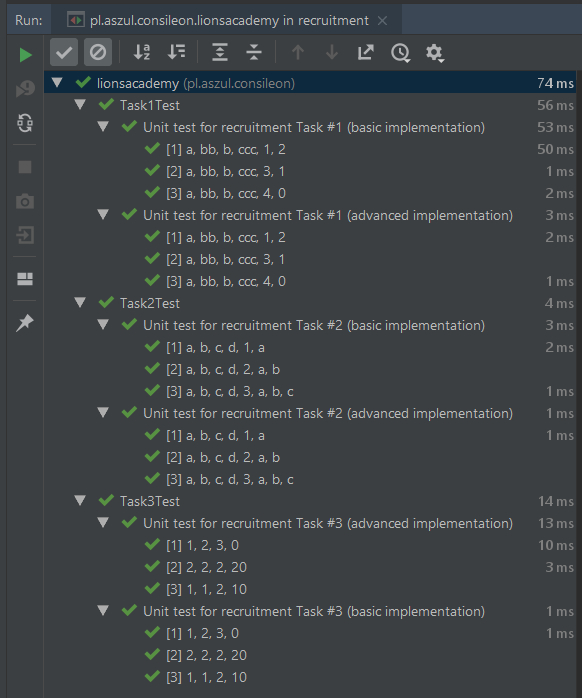 Run: pl.aszul.consileon.lionsacademy in recruitment
lionsacademy (pl.aszul.consileon) 74 ms
Task1Test 56 ms
Unit test for recruitment Task #1 (basic implementation) 53 ms
[1] a, bb, b, ccc, 1, 2 50 ms
[2] a, bb, b, ccc, 3, 1 1 ms
[3] a, bb, b, ccc, 4, 0 2 ms
Unit test for recruitment Task #1 (advanced implementation) 3 ms
[1] a, bb, b, ccc, 1, 2 2 ms
[2] a, bb, b, ccc, 3, 1
[3] a, bb, b, ccc, 4, 0 1 ms
Task2Test 4 ms
Unit test for recruitment Task #2 (basic implementation) 3 ms
[1] a, b, c, d, 1, a 2 ms
[2] a, b, c, d, 2, a, b
[3] a, b, c, d, 3, a, b, c 1 ms
Unit test for recruitment Task #2 (advanced implementation) 1 ms
[1] a, b, c, d, 1, a 1 ms
[2] a, b, c, d, 2, a, b
[3] a, b, c, d, 3, a, b, c
Task3Test 14 ms
Unit test for recruitment Task #3 (advanced implementation) 13 ms
[1] 1, 2, 3, 0 10 ms
[2] 2, 2, 2, 20 3 ms
[3] 1, 1, 2, 10
Unit test for recruitment Task #3 (basic implementation) 1 ms
[1] 1, 2, 3, 0 1 ms
[2] 2, 2, 2, 20
[3] 1, 1, 2, 10